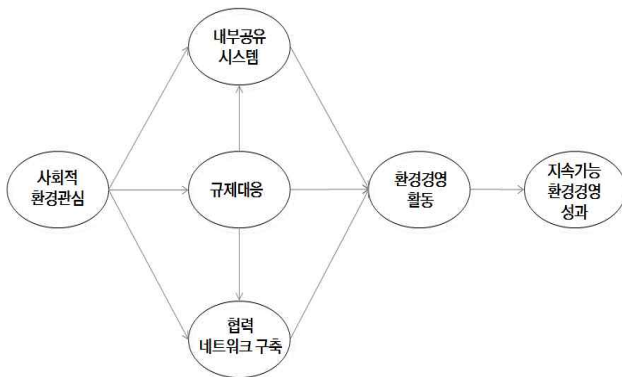 내부공유
시스템
사회적
환경관심
규제대응
환경경영
활동
지속가능
환경경영
성과
협력
네트워크 구축